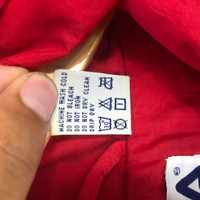 MACHINE WASH COLD
DO NOT BLEACH
DO NOT IRON
DO NOT DRY CLEAN
DRIP DRY